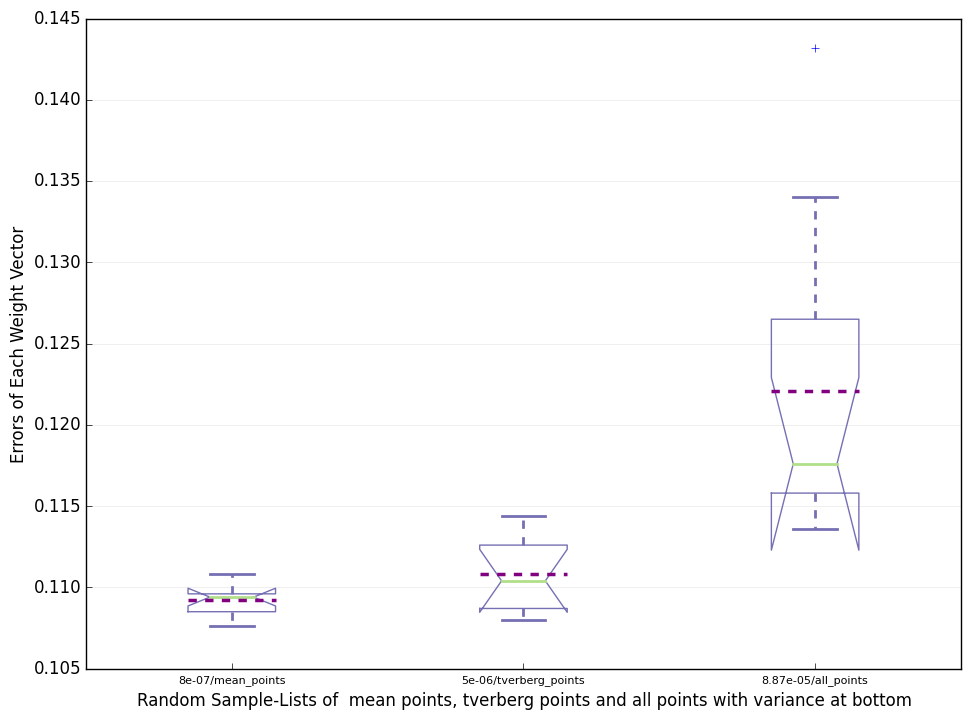 0.145
0.140
0.135
0.130
0.125
0.120
0.115
0.110
0.105
Errors of Each Weight Vector
8e-07/mean_points
5e-06/tverberg_points
8.87e-05/all_points
Random Sample-Lists of  mean points, tverberg points and all points with variance at bottom